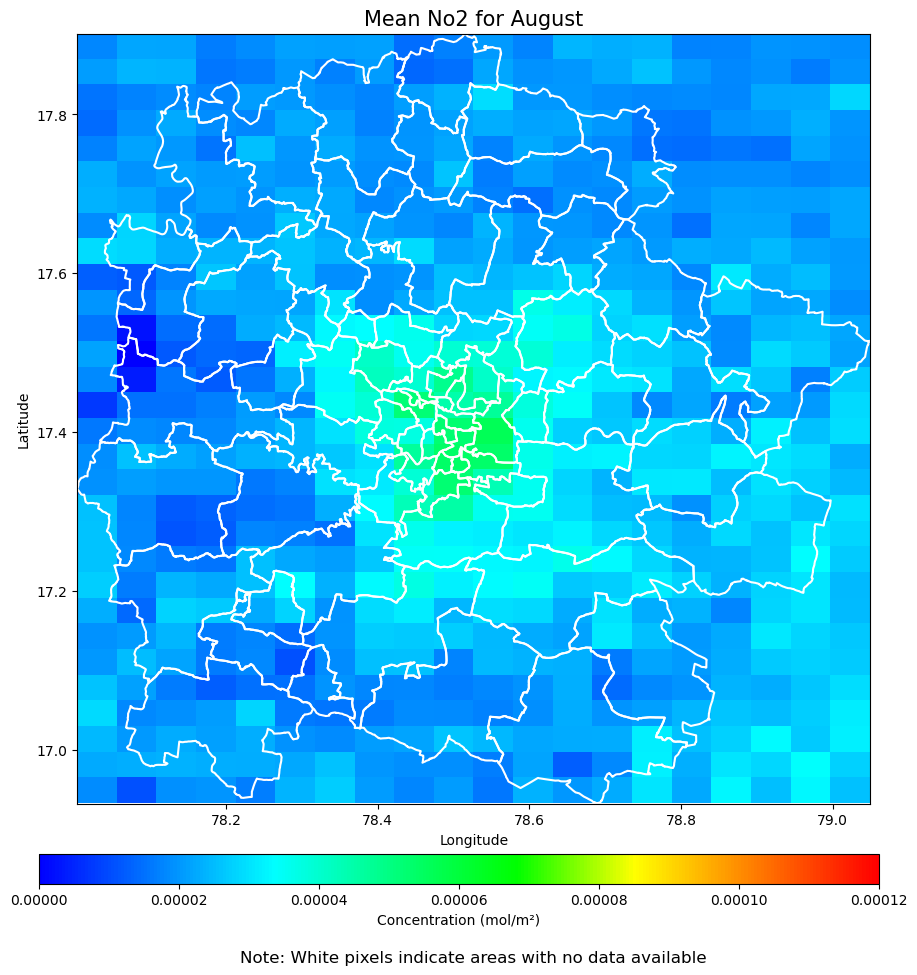 Mean No2 for August
17.8
17.6
Latitude
17.4
17.2
17.0
78.2 78.4 78.6 78.8 79.0
Longitude
0.00000 0.00002 0.00004 0.00006 0.00008 0.00010 0.00012
Concentration (mol/m²)
Note: White pixels indicate areas with no data available